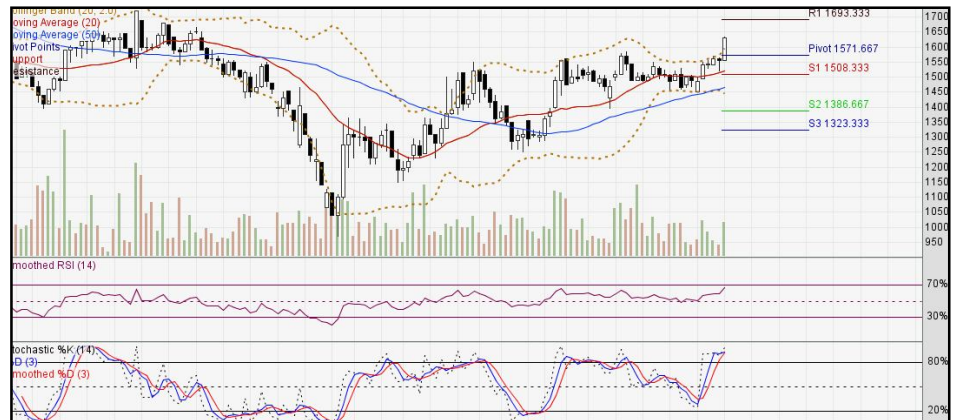 ollinger Band (20, 2.0)
oving Average (20)
oving Average (50)
ivot Points
upport
esistance
R1 1693.333
Pivot 1571.667
S1 1508.333
S2 1386.667
S3 1323.333
1700
1650
1600
1550
1500
1450
1400
1350
1300
1250
1200
1150
1100
1050
1000
950
moothed RSI (14)
70%
30%
tochastic %K (14)
D (3)
moothed %D (3)
80%
20%